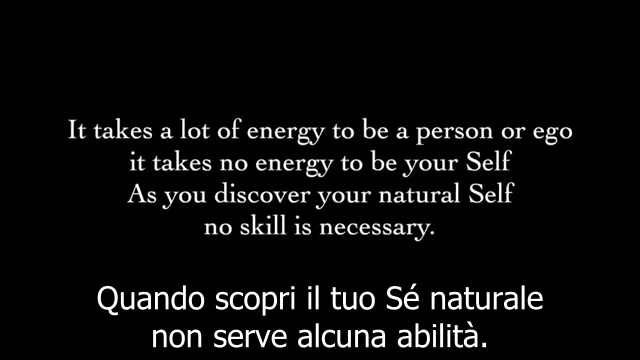 It takes a lot of energy to be a person or ego
it takes no energy to be your Self
As you discover your natural Self
no skill is necessary.
Quando scopri il tuo Sé naturale
non serve alcuna abilità.